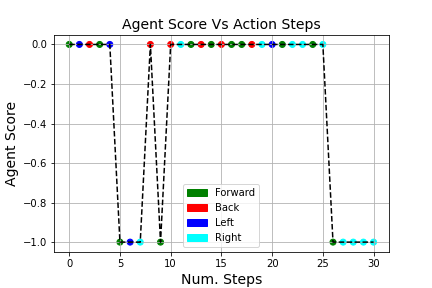 Agent Score Vs Action Steps
Agent Score
0.0
−0.2
−0.4
−0.6
−0.8
−1.0
Forward
Back
Left
Right
0 5 10 15 20 25 30
Num. Steps